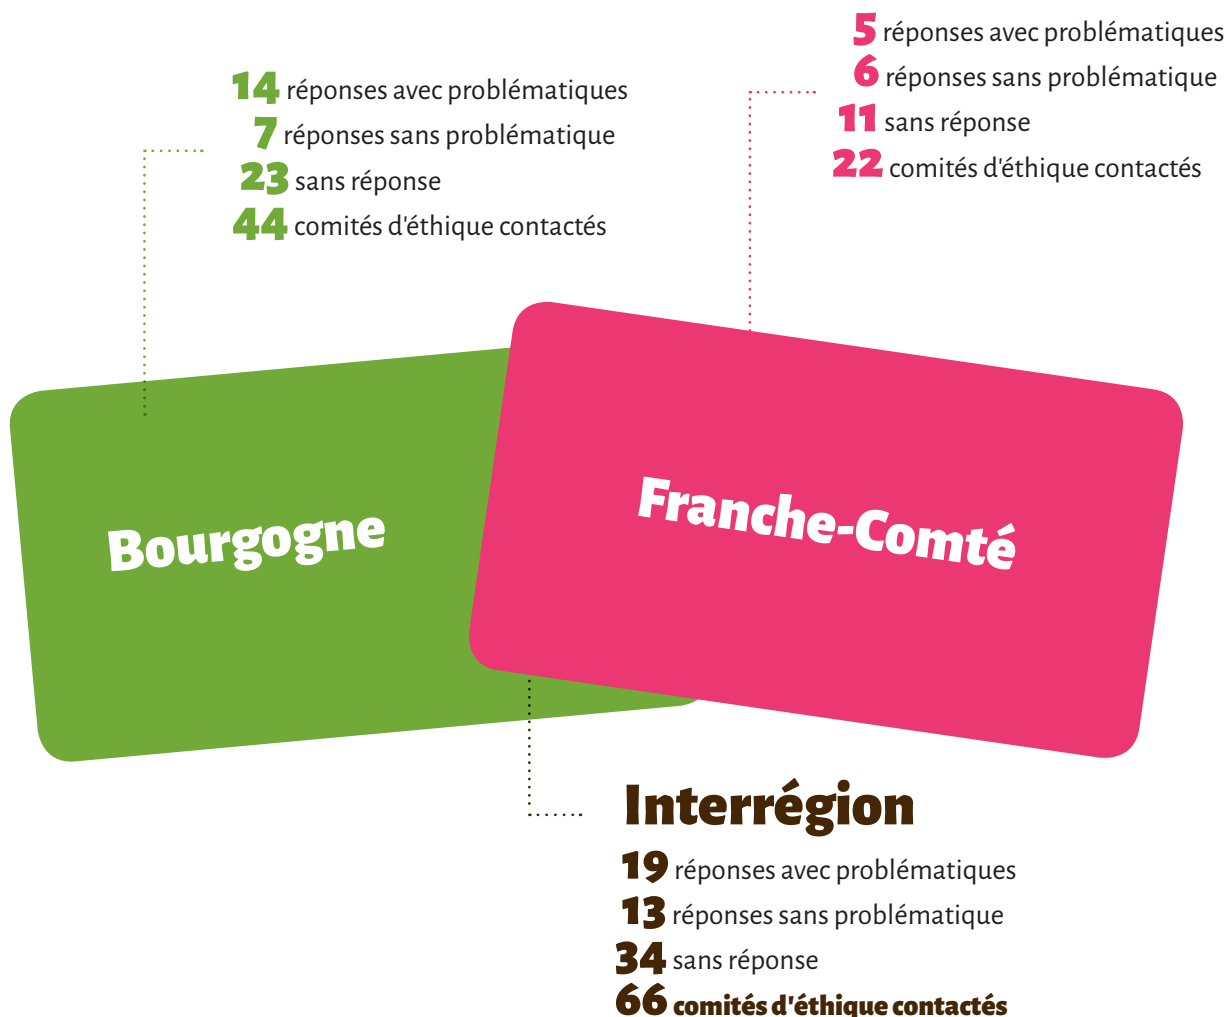 5 réponses avec problématiques
6 réponses sans problématique
11 sans réponse
22 comités d'éthique contactés
14 réponses avec problématiques
7 réponses sans problématique
23 sans réponse
44 comités d'éthique contactés
Bourgogne
Franche-Comté
Interrégion
19 réponses avec problématiques
13 réponses sans problématique
34 sans réponse
66 comités d'éthique contactés